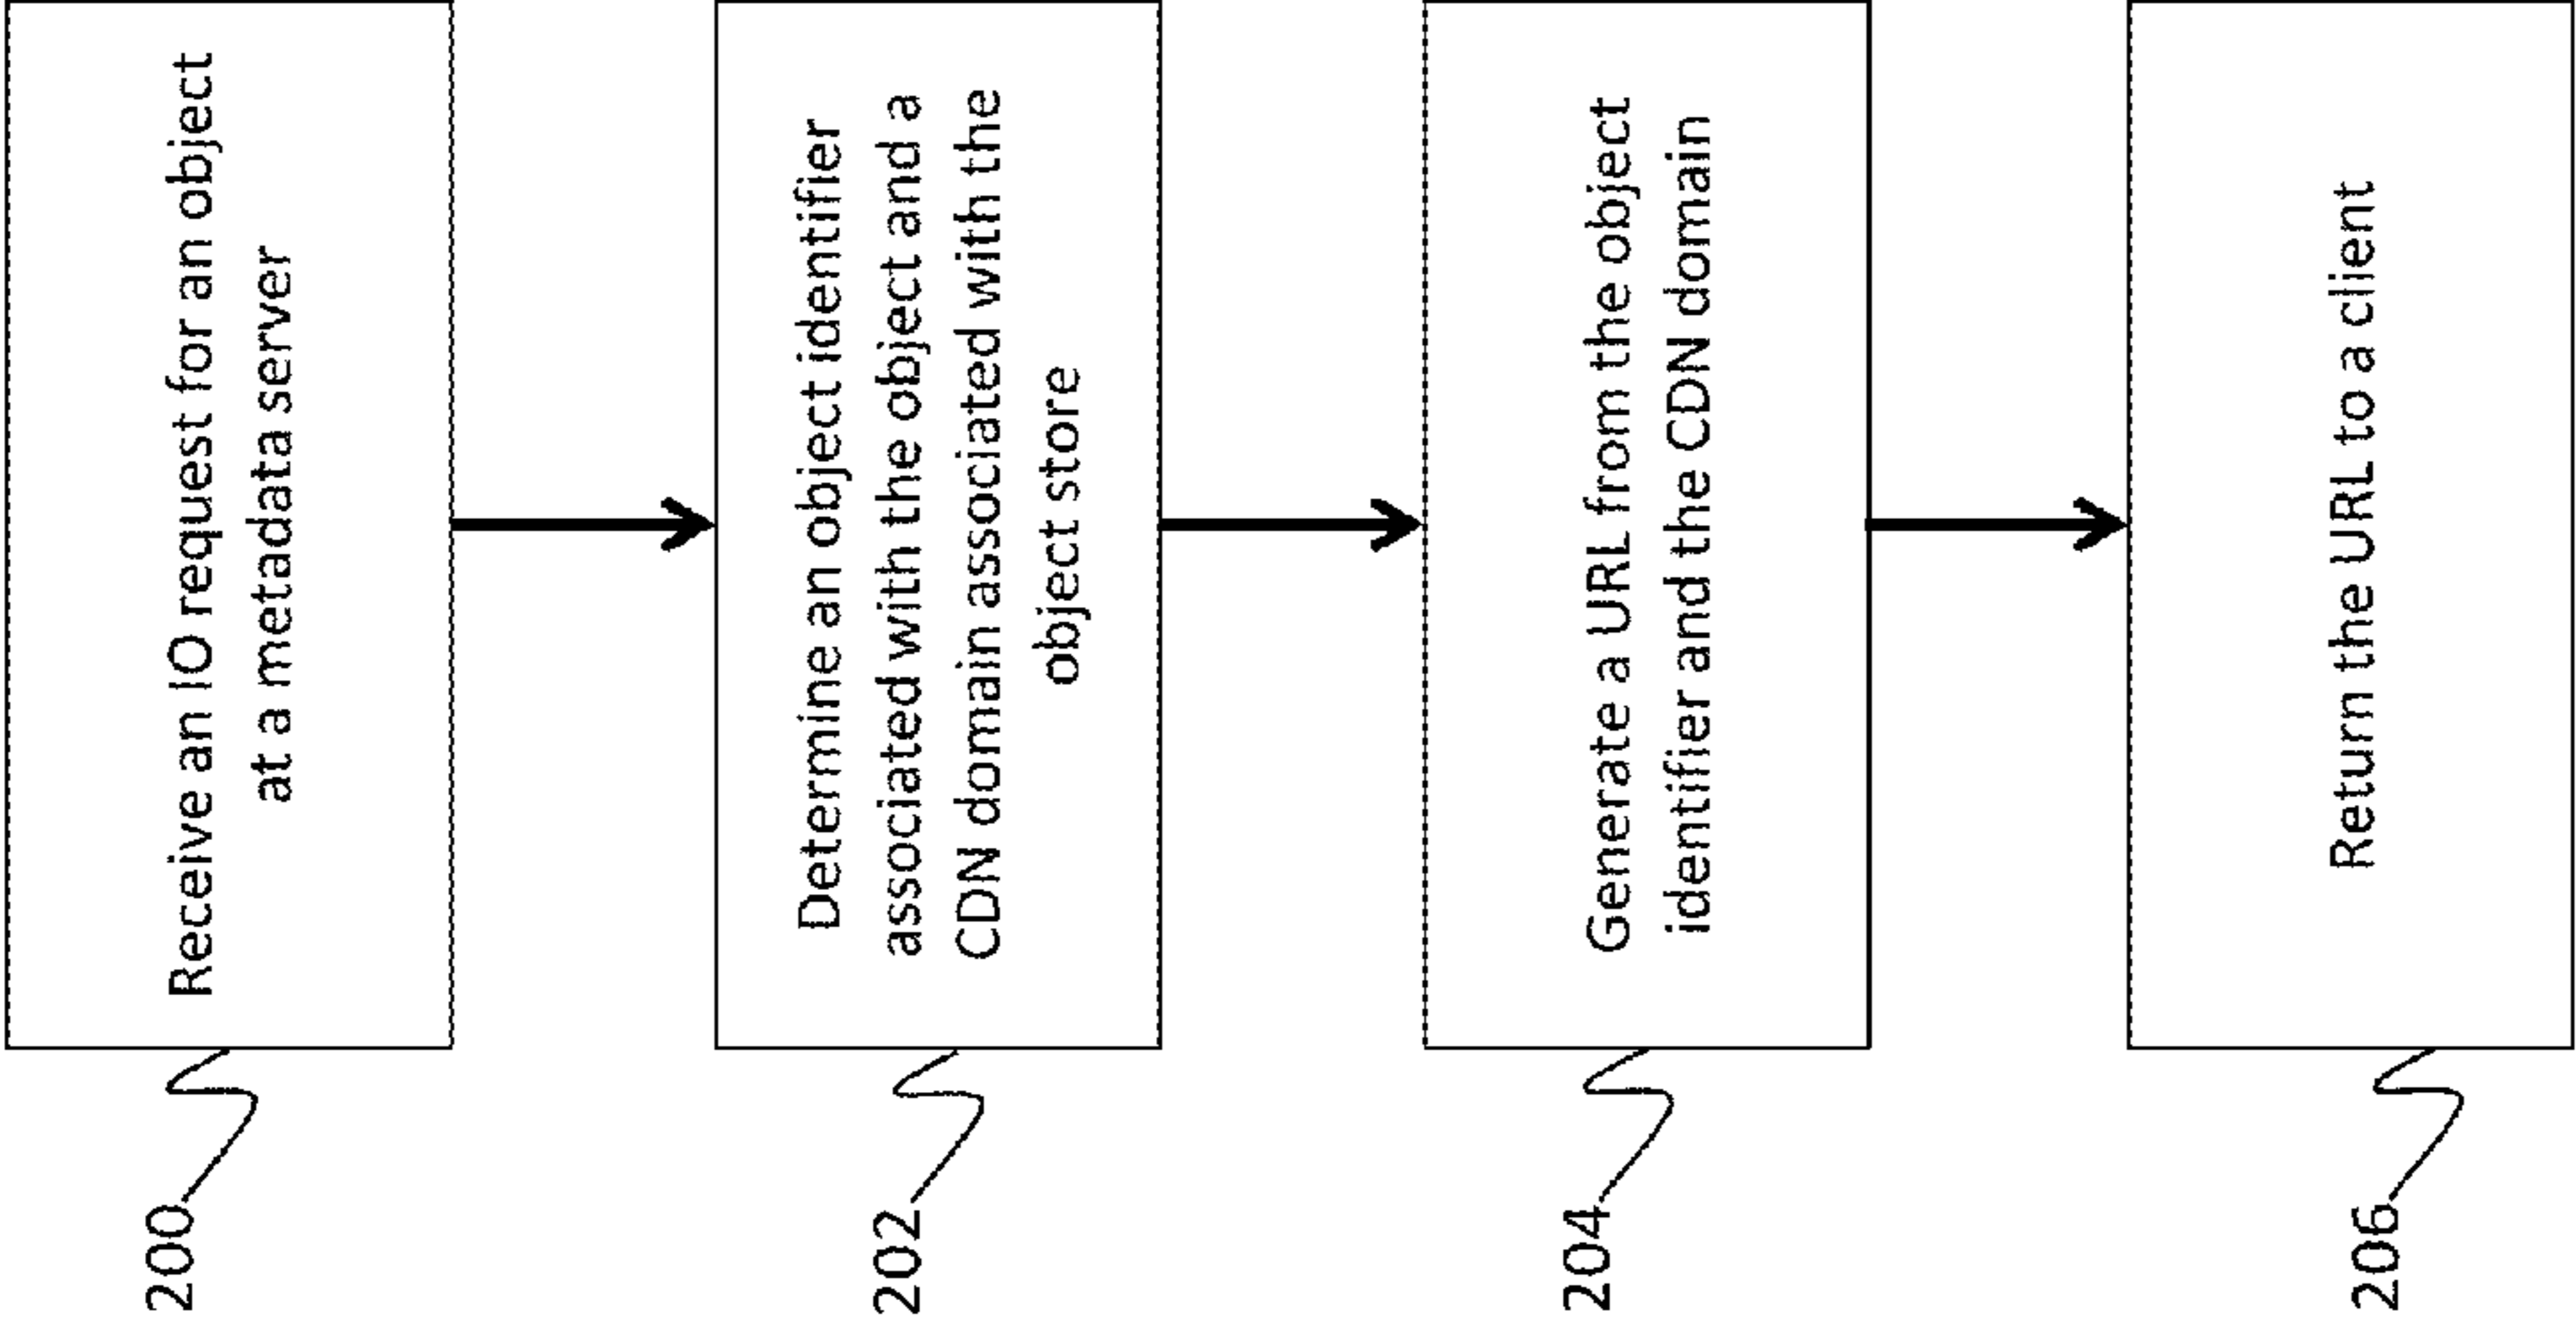 200
Receive an IO request for an object
at a metadata server
202
Determine an object identifier
associated with the object and a
CDN domain associated with the
object store
204
Generate a URL from the object
identifier and the CDN domain
206
Return the URL to a client